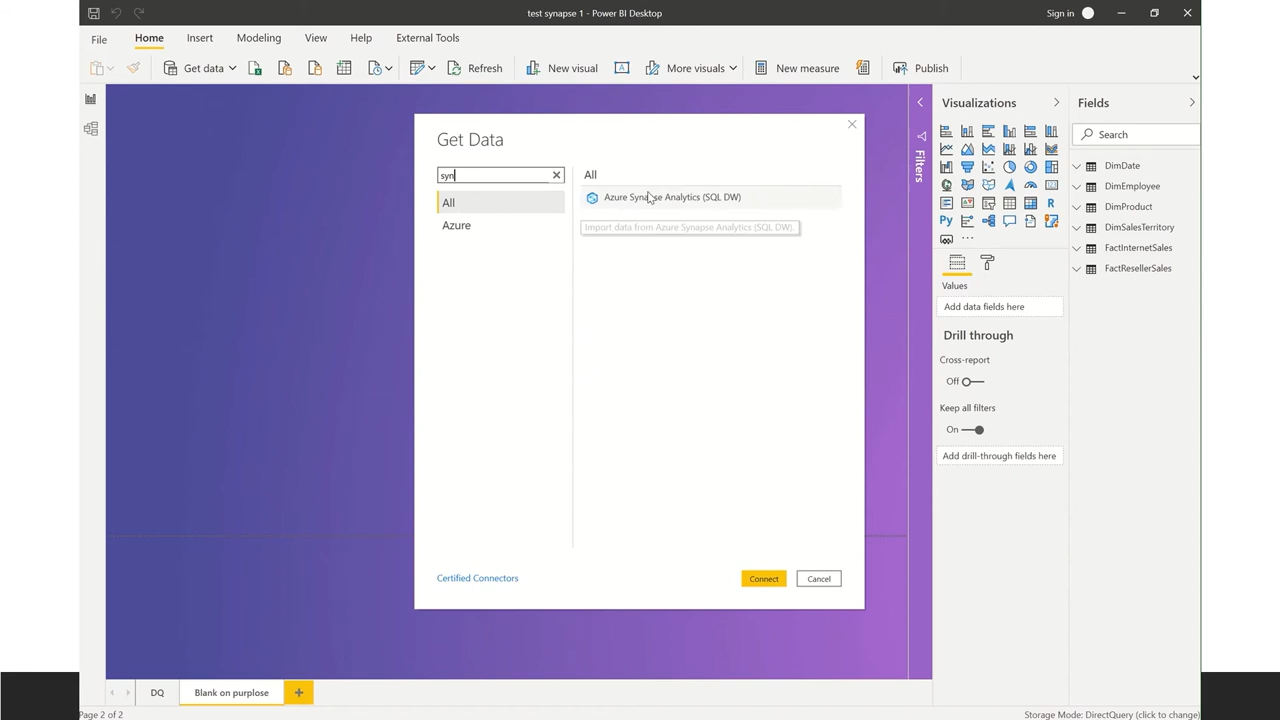 test synapse 1 - Power BI Desktop
Sign in
File
Home
Insert
Modeling
View
Help
External Tools
Get data
Refresh
New visual
More visuals
New measure
Publish
Get Data
syn
All
Azure
All
Azure Synapse Analytics (SQL DW)
Import data from Azure Synapse Analytics (SQL DW).
Certified Connectors
Connect
Cancel
Filters
Visualizations
Py
R
Values
Add data fields here
Drill through
Cross-report
Off
Keep all filters
On
Add drill-through fields here
Fields
Search
DimDate
DimEmployee
DimProduct
DimSalesTerritory
FactInternetSales
FactResellerSales
DQ
Blank on purplose
Page 2 of 2
Storage Mode: DirectQuery (click to change)